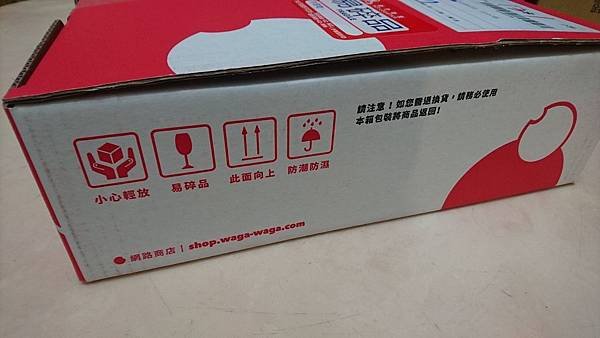 碎品
請注意！如您需退換貨，請務必使用
本箱包裝將商品退回！
小心輕放
易碎品
此面向上
防潮防濕
網路商店 | shop.waga-waga.com